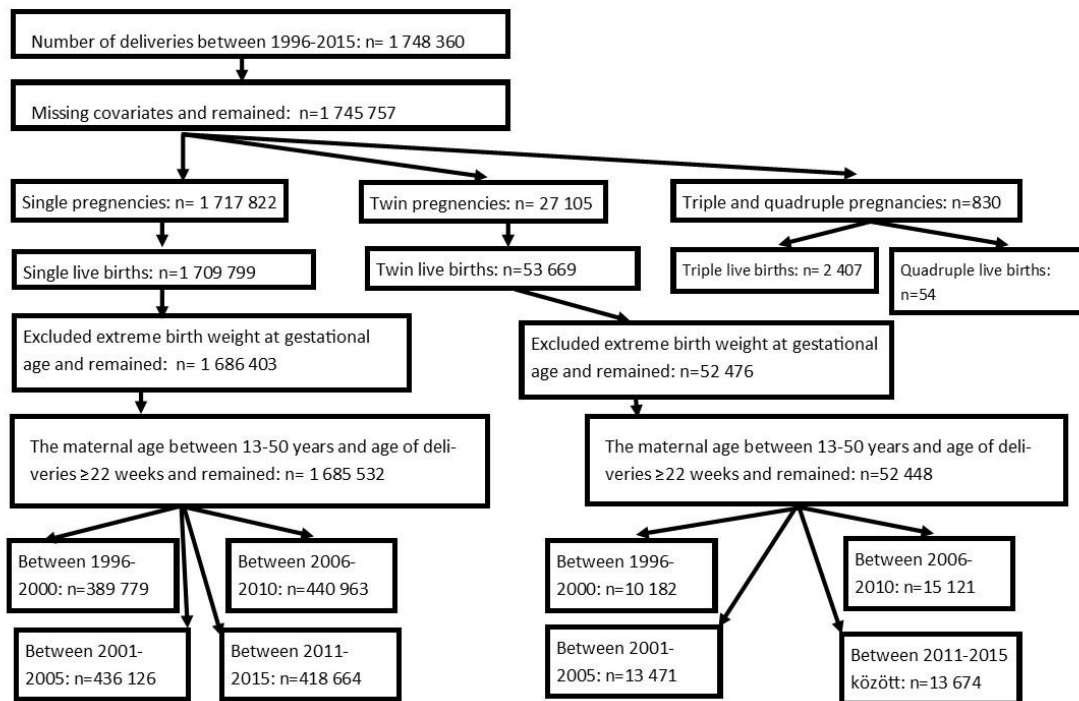 Number of deliveries between 1996-2015: n= 1 748 360
Missing covariates and remained:  n=1 745 757
Single pregnencies: n= 1 717 822
Twin pregnencies: n= 27 105
Triple and quadruple pregnancies: n=830
Single live births: n=1 709 799
Twin live births: n=53 669
Triple live births: n= 2 407
Quadruple live births:
n=54
Excluded extreme birth weight at gestational
age and remained:  n= 1 686 403
Excluded extreme birth weight at gestational
age and remained: n=52 476
The maternal age between 13-50 years and age of deli-
veries ≥22 weeks and remained: n= 1 685 532
The maternal age between 13-50 years and age of deli-
veries ≥22 weeks and remained: n=52 448
Between 1996-
2000: n=389 779
Between 2006-
2010: n=440 963
Between 2001-
2005: n=436 126
Between 2011-
2015: n=418 664
Between 1996-
2000: n=10 182
Between 2006-
2010: n=15 121
Between 2001-
2005: n=13 471
Between 2011-2015
között: n=13 674